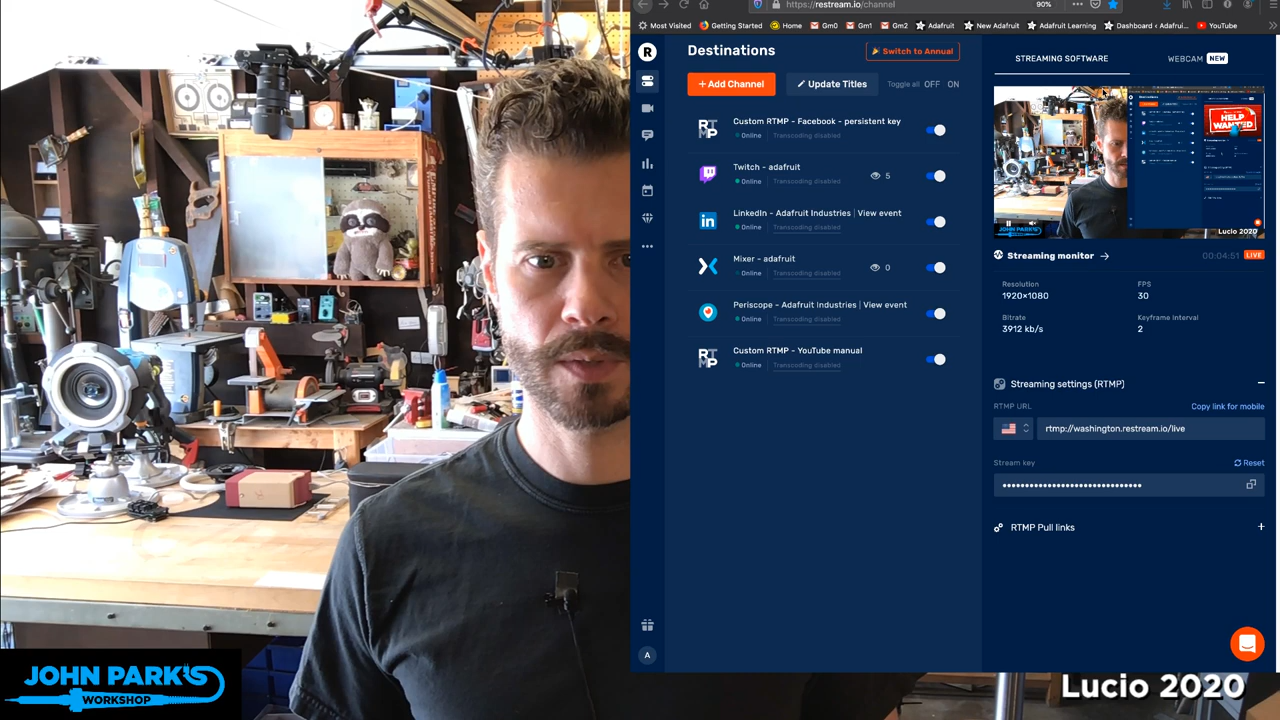 https://restream.io/channel
90%
Most Visited
Getting Started
Home
Gm0
Gm1
Gm2
Adafruit
New Adafruit
Adult Learning
Dashboard ‹ Adafrui...
YouTube
R
Destinations
Switch to Annual
+ Add Channel
Update Titles
Toggle all OFF ON
Custom RTMP - Facebook - persistent key
Online | Transcoding disabled
Twitch - adafruit
Online | Transcoding disabled
5
LinkedIn - Adafruit Industries | View event
Online | Transcoding disabled
Mixer - adafruit
Online | Transcoding disabled
0
Periscope - Adafruit Industries | View event
Online | Transcoding disabled
Custom RTMP - YouTube manual
Online | Transcoding disabled
A
STREAMING SOFTWARE
WEBCAM NEW
HELP WANTED
JOHN PARK'S
Lucio 2020
Streaming monitor →
00:04:51 LIVE
Resolution
1920×1080
FPS
30
Bitrate
3912 kb/s
Keyframe Interval
2
Streaming settings (RTMP)
RTMP URL
Copy link for mobile
rtmp://washington.restream.io/live
Stream key
Reset
••••••••••••••••••••••••••••••••
RTMP Pull links
JOHN PARK'S
WORKSHOP
Lucio 2020